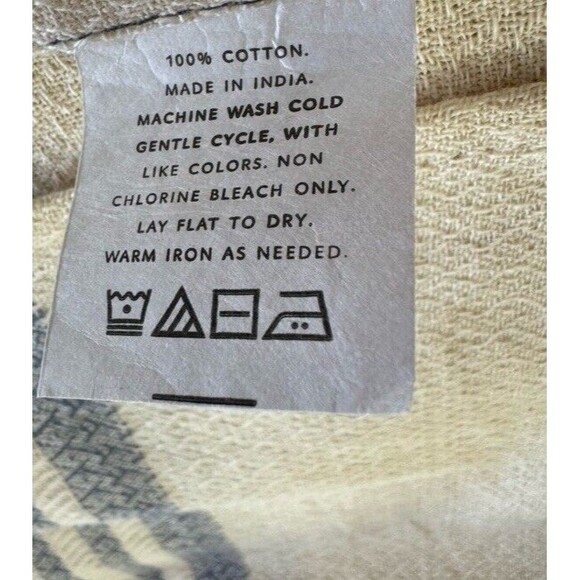 100% COTTON.
MADE IN INDIA.
MACHINE WASH COLD
GENTLE CYCLE, WITH
LIKE COLORS. NON
CHLORINE BLEACH ONLY.
LAY FLAT TO DRY.
WARM IRON AS NEEDED.